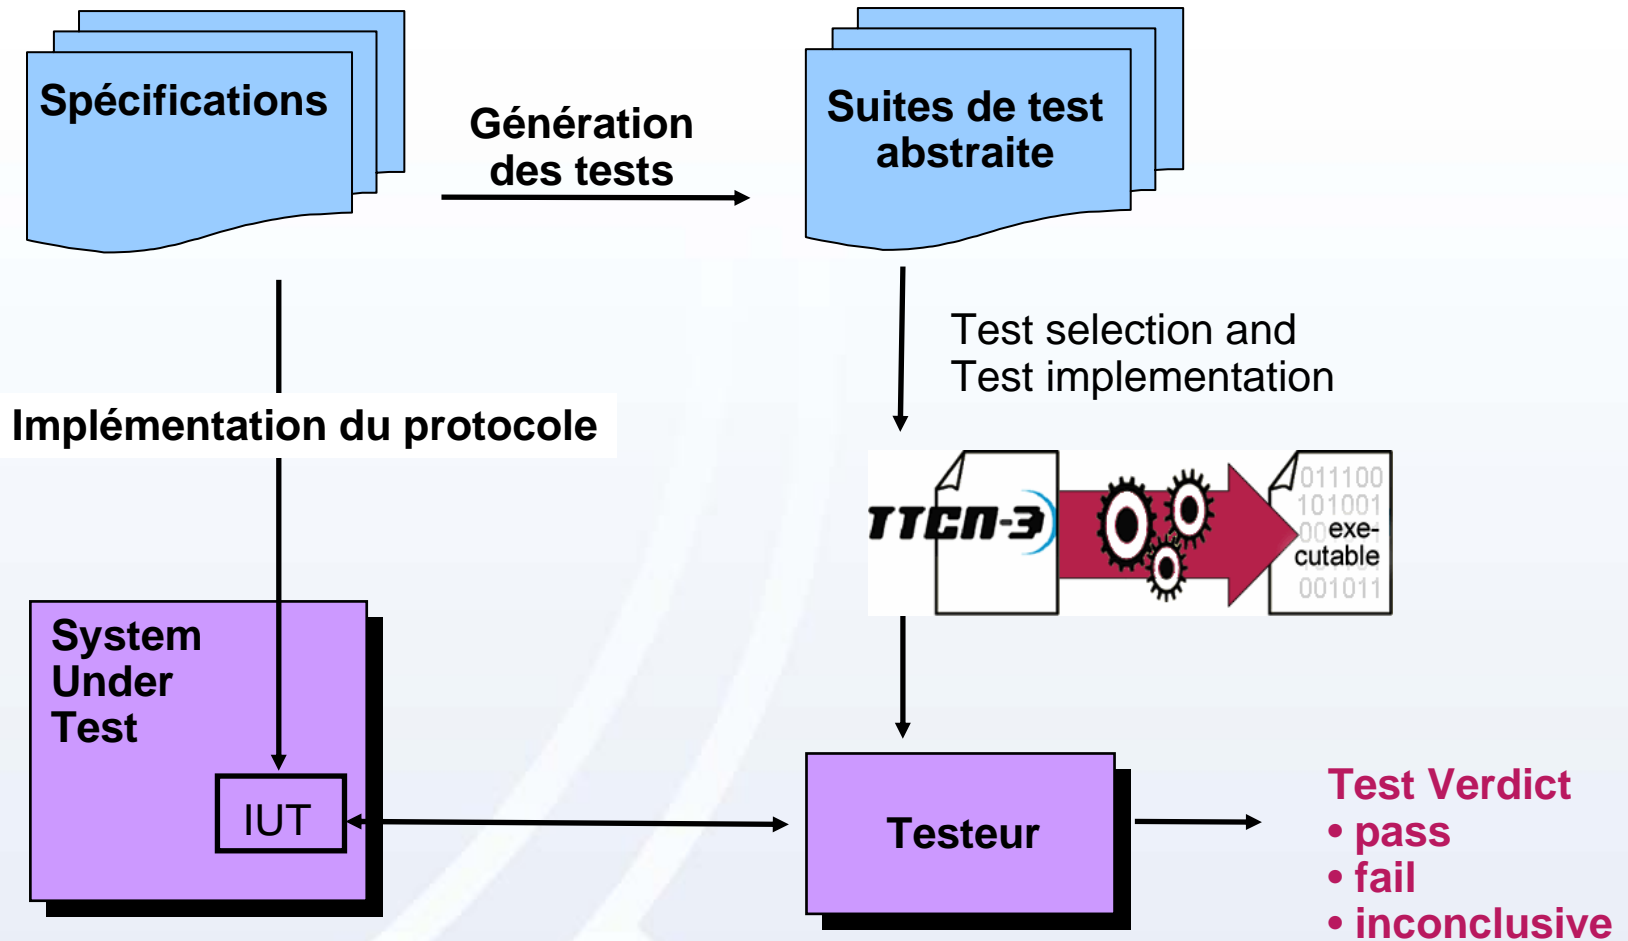 Spécifications
Génération
des tests
Suites de test
abstraite
Test selection and
Test implementation
Implémentation du protocole
TTCN-3
011100
101001
exe-
cutable
001011
System
Under
Test
IUT
Testeur
Test Verdict
• pass
• fail
• inconclusive